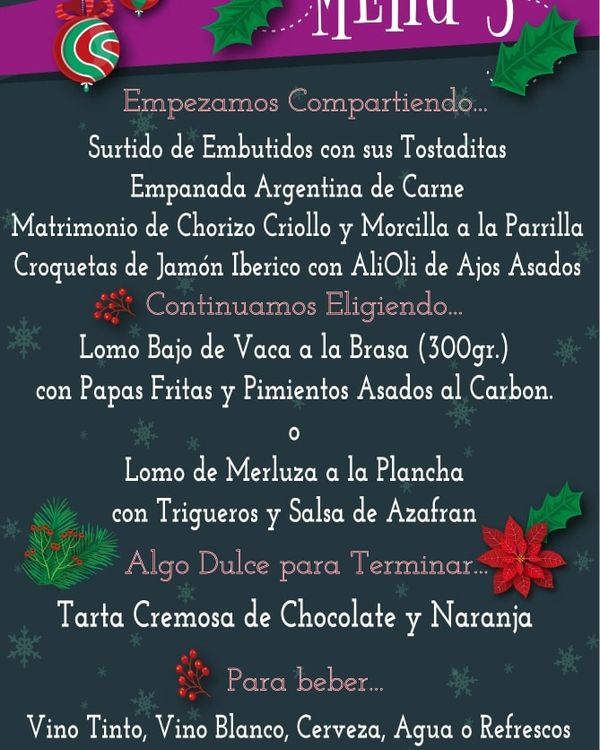 Menú 3
Empezamos Compartiendo...
Surtido de Embutidos con sus Tostaditas
Empanada Argentina de Carne
Matrimonio de Chorizo Criollo y Morcilla a la Parrilla
Croquetas de Jamón Iberico con AliOli de Ajos Asados
Continuamos Eligiendo...
Lomo Bajo de Vaca a la Brasa (300gr.)
con Papas Fritas y Pimientos Asados al Carbon.
o
Lomo de Merluza a la Plancha
con Trigueros y Salsa de Azafran
Algo Dulce para Terminar...
Tarta Cremosa de Chocolate y Naranja
Para beber...
Vino Tinto, Vino Blanco, Cerveza, Agua o Refrescos